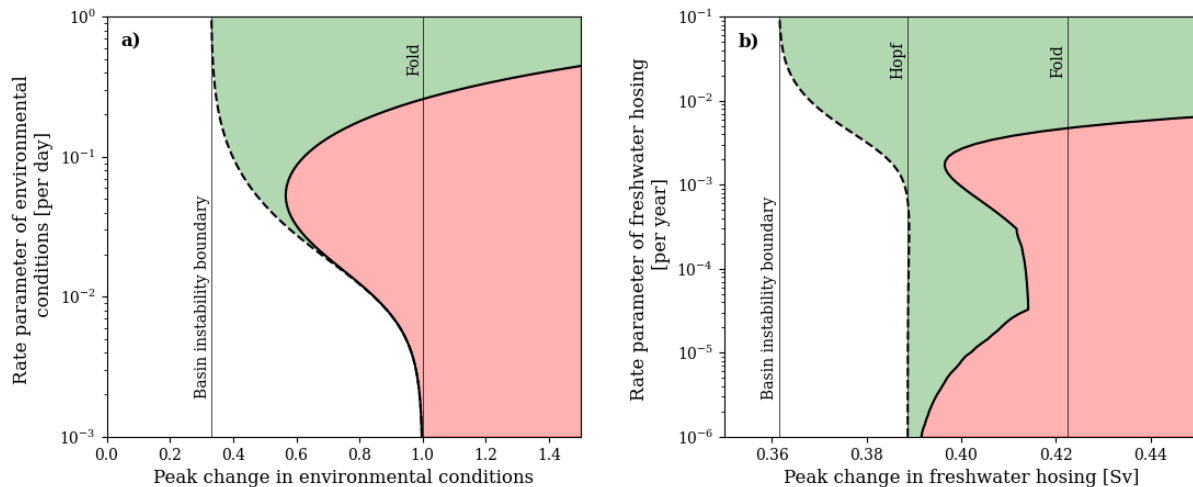 a)
Rate parameter of environmental
conditions [per day]
10⁰
10⁻¹
10⁻²
10⁻³
Basin instability boundary
Fold
0.0 0.2 0.4 0.6 0.8 1.0 1.2 1.4
Peak change in environmental conditions
b)
Rate parameter of freshwater hosing
[per year]
10⁻¹
10⁻²
10⁻³
10⁻⁴
10⁻⁵
10⁻⁶
Basin instability boundary
Hopf
Fold
0.36 0.38 0.40 0.42 0.44
Peak change in freshwater hosing [Sv]